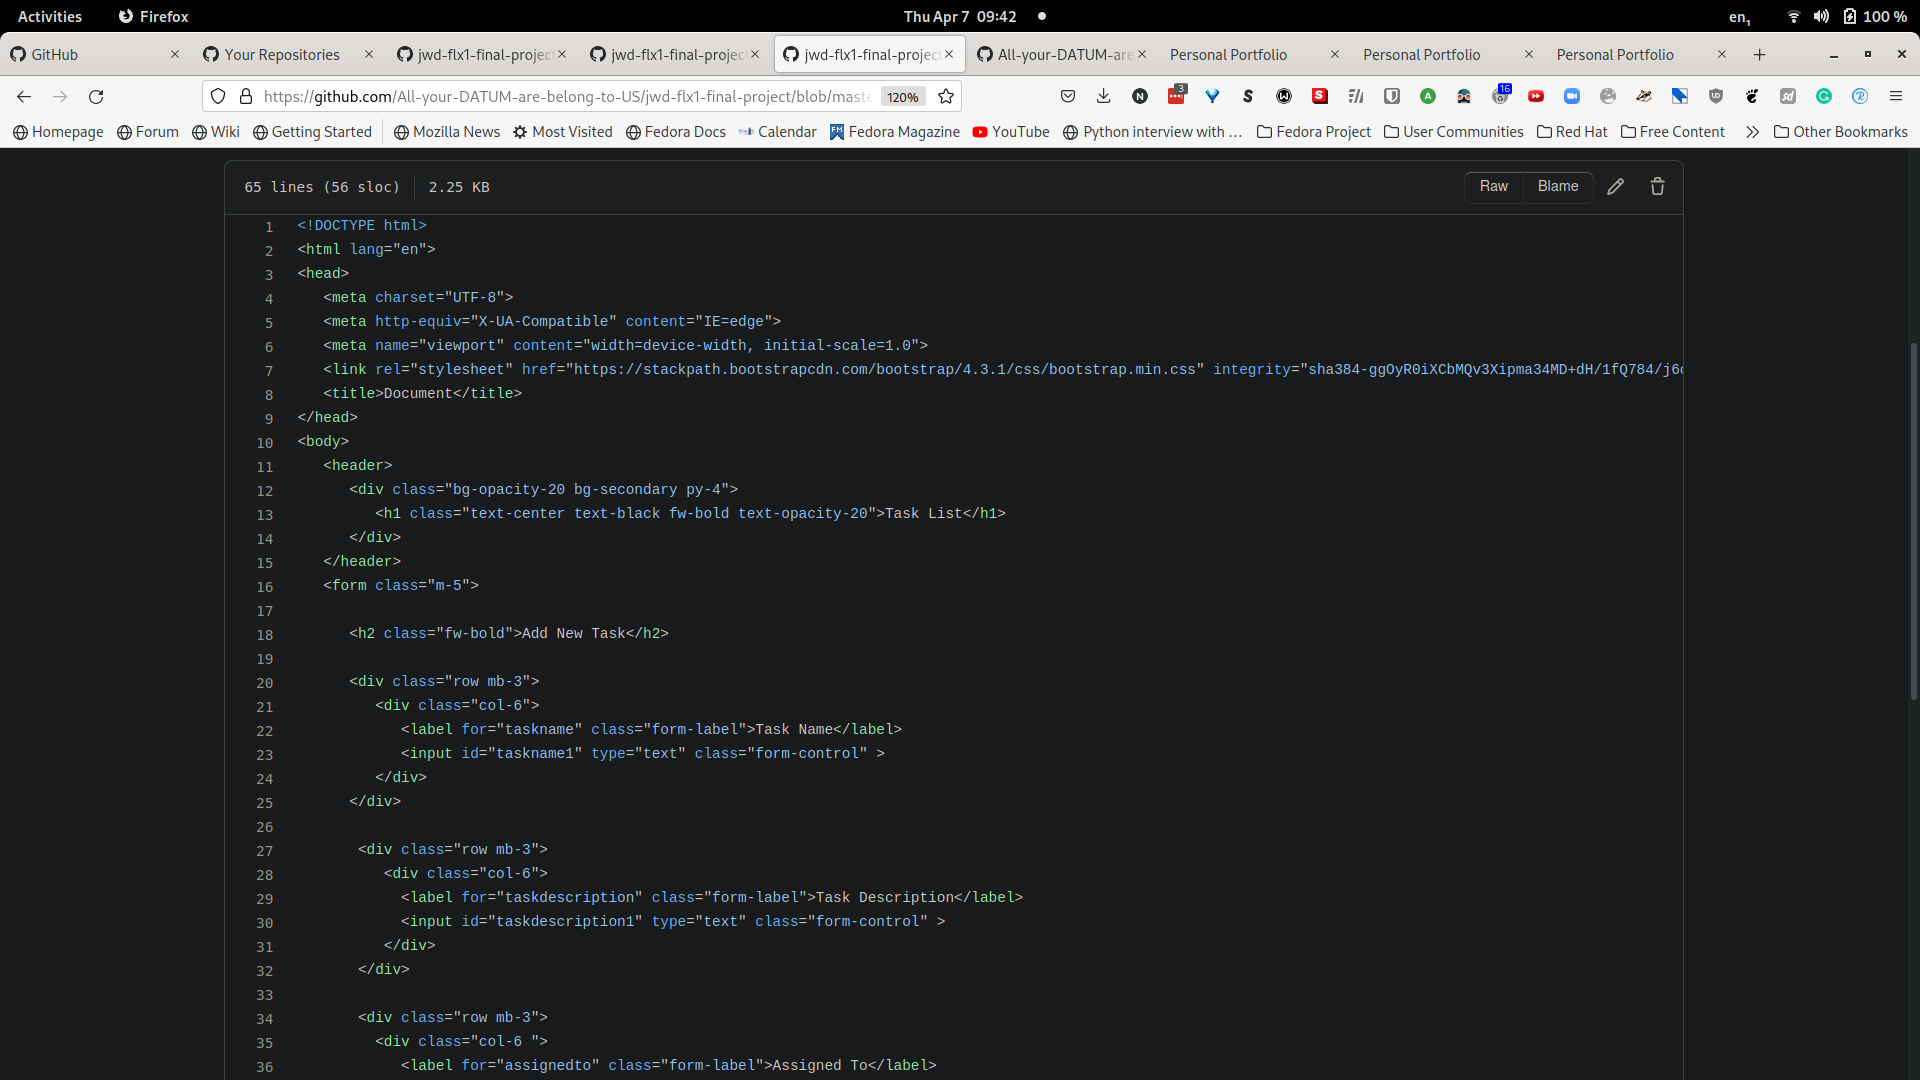 Activities Firefox Thu Apr 7 09:42 en1 100 %
GitHub Your Repositories jwd-flx1-final-projec jwd-flx1-final-projec jwd-flx1-final-projec All-your-DATUM-are Personal Portfolio Personal Portfolio Personal Portfolio
https://github.com/All-your-DATUM-are-belong-to-US/jwd-flx1-final-project/blob/maste 120% 3 16
Homepage Forum Wiki Getting Started Mozilla News Most Visited Fedora Docs Calendar Fedora Magazine YouTube Python interview with … Fedora Project User Communities Red Hat Free Content Other Bookmarks
65 lines (56 sloc) 2.25 KB Raw Blame
1 <!DOCTYPE html>
2 <html lang="en">
3 <head>
4 <meta charset="UTF-8">
5 <meta http-equiv="X-UA-Compatible" content="IE=edge">
6 <meta name="viewport" content="width=device-width, initial-scale=1.0">
7 <link rel="stylesheet" href="https://stackpath.bootstrapcdn.com/bootstrap/4.3.1/css/bootstrap.min.css" integrity="sha384-ggOyR0iXCbMQv3Xipma34MD+dH/1fQ784/j6
8 <title>Document</title>
9 </head>
10 <body>
11 <header>
12 <div class="bg-opacity-20 bg-secondary py-4">
13 <h1 class="text-center text-black fw-bold text-opacity-20">Task List</h1>
14 </div>
15 </header>
16 <form class="m-5">
17
18 <h2 class="fw-bold">Add New Task</h2>
19
20 <div class="row mb-3">
21 <div class="col-6">
22 <label for="taskname" class="form-label">Task Name</label>
23 <input id="taskname1" type="text" class="form-control" >
24 </div>
25 </div>
26
27 <div class="row mb-3">
28 <div class="col-6">
29 <label for="taskdescription" class="form-label">Task Description</label>
30 <input id="taskdescription1" type="text" class="form-control" >
31 </div>
32 </div>
33
34 <div class="row mb-3">
35 <div class="col-6 ">
36 <label for="assignedto" class="form-label">Assigned To</label>